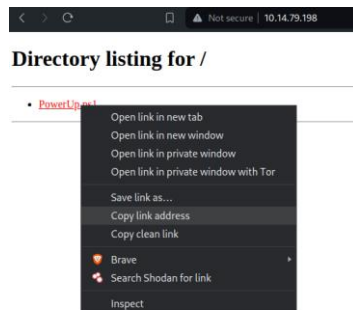 Not secure 10.14.79.198
Directory listing for /
PowerUp.ps1
Open link in new tab
Open link in new window
Open link in private window
Open link in private window with Tor
Save link as...
Copy link address
Copy clean link
Brave
Search Shodan for link
Inspect